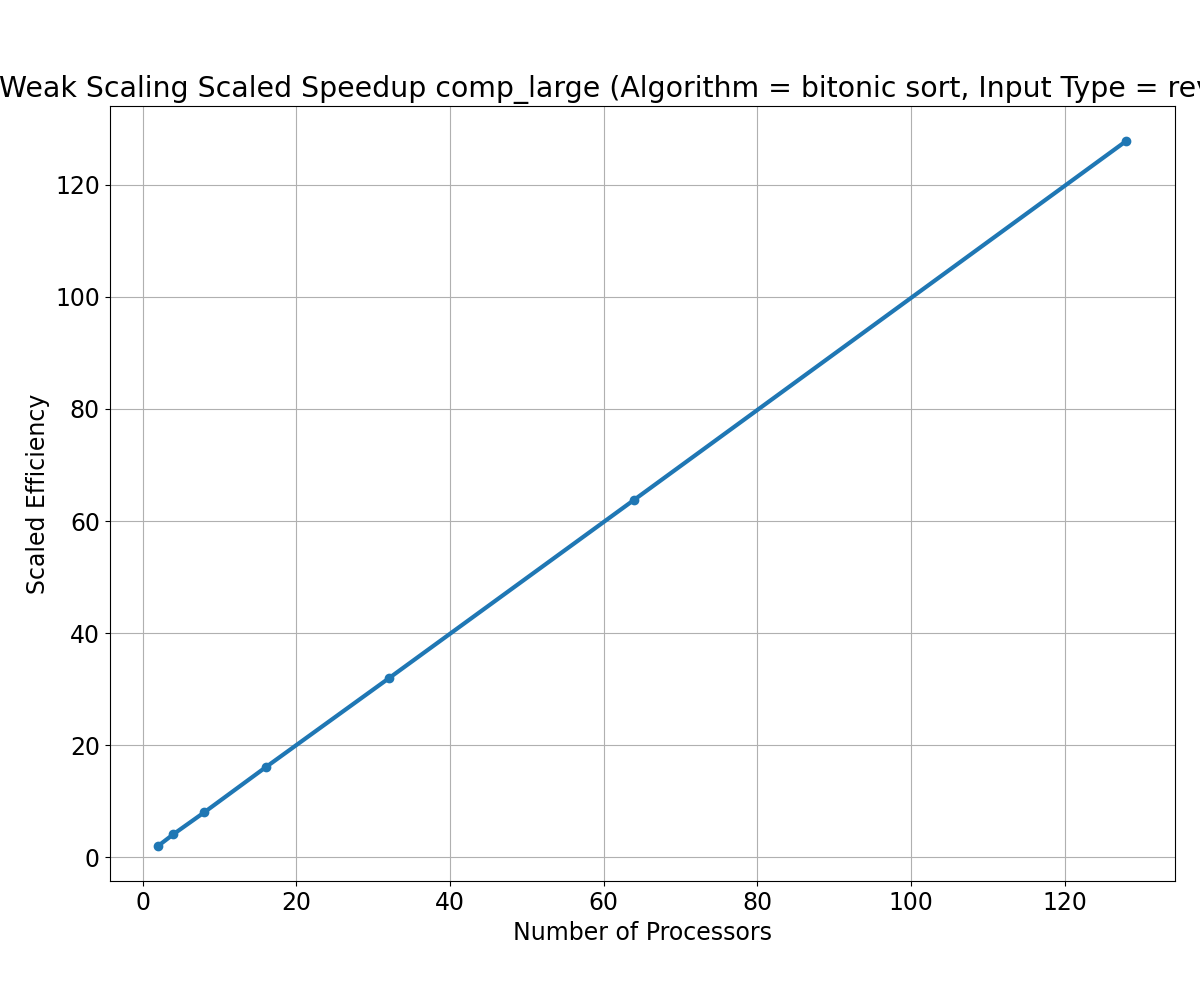 Weak Scaling Scaled Speedup comp_large (Algorithm = bitonic sort, Input Type = rev
120
100
80
60
40
20
0
Scaled Efficiency
0 20 40 60 80 100 120
Number of Processors